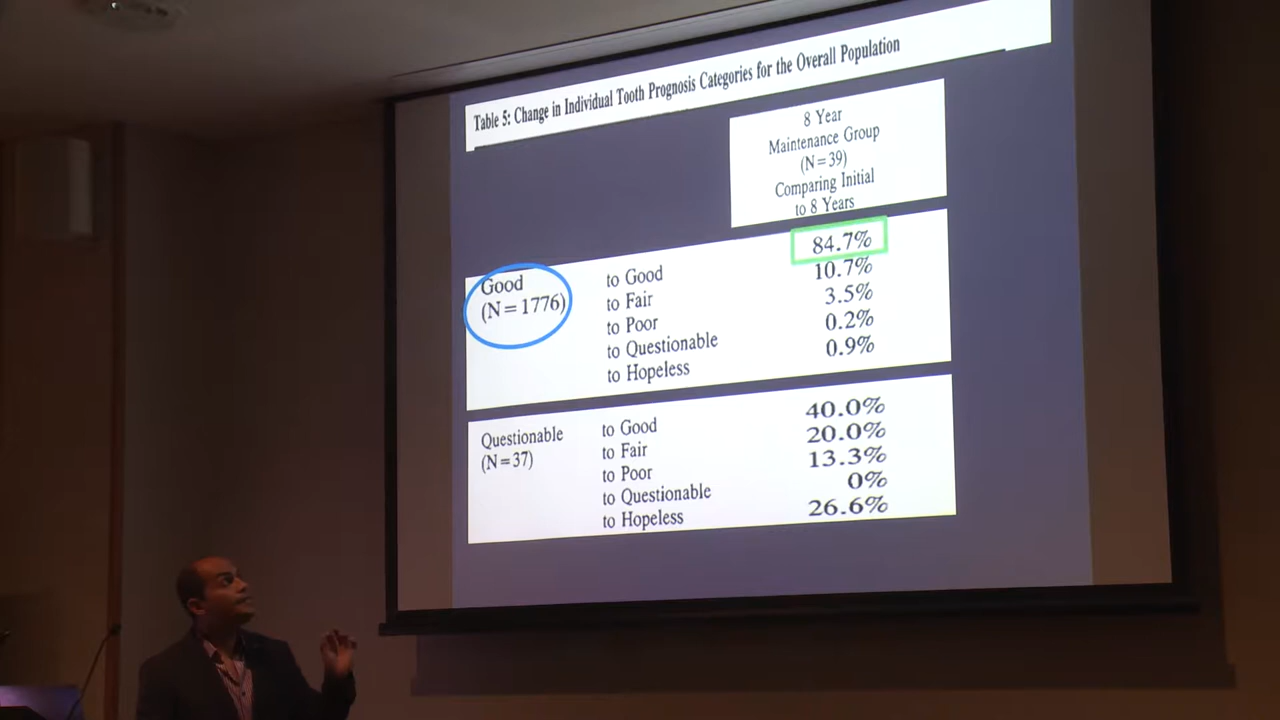 Table 5: Change in Individual Tooth Prognosis Categories for the Overall Population
8 Year
Maintenance Group
(N=39)
Comparing Initial
to 8 Years
Good
(N=1776)
to Good 84.7%
to Fair 10.7%
to Poor 3.5%
to Questionable 0.2%
to Hopeless 0.9%
Questionable
(N=37)
to Good 40.0%
to Fair 20.0%
to Poor 13.3%
to Questionable 0%
to Hopeless 26.6%